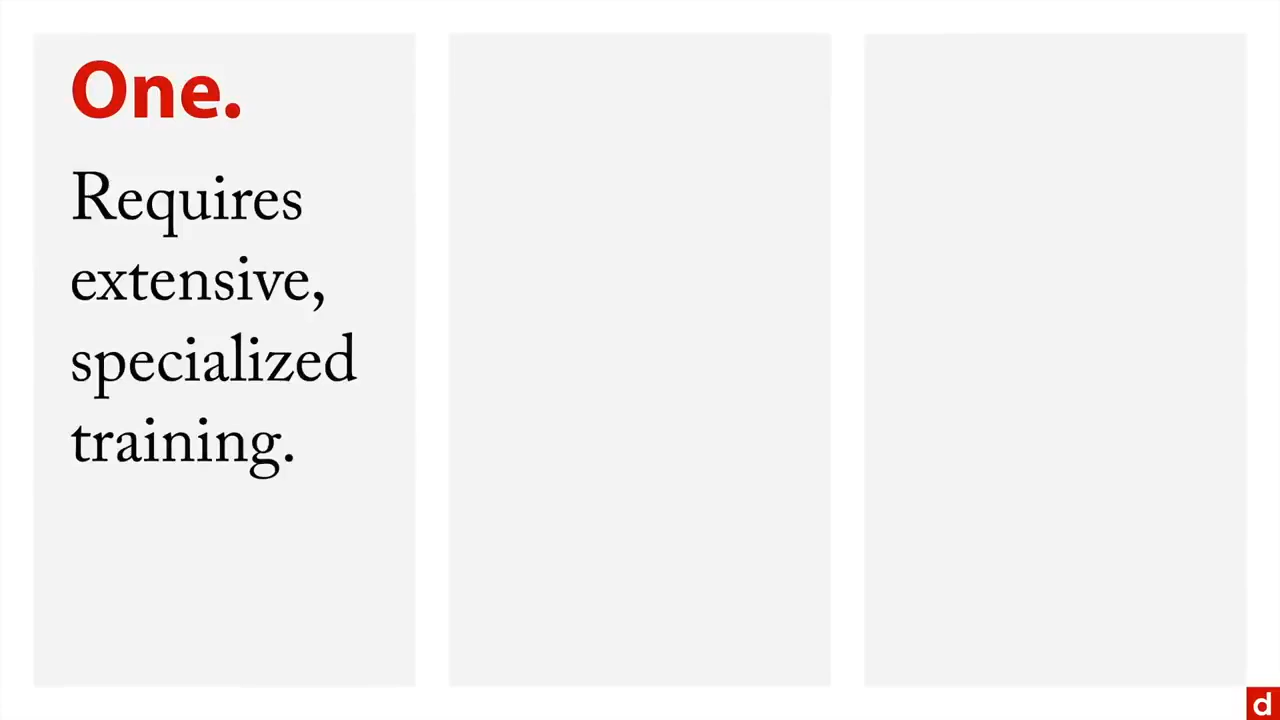 One.
Requires
extensive,
specialized
training.
d